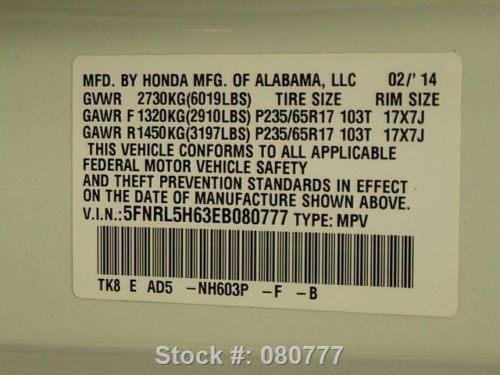 MFD. BY HONDA MFG. OF ALABAMA, LLC 02/'14
GVWR 2730KG(6019LBS) TIRE SIZE RIM SIZE
GAWR F 1320KG(2910LBS) P235/65R17 103T 17X7J
GAWR R1450KG(3197LBS) P235/65R17 103T 17X7J
THIS VEHICLE CONFORMS TO ALL APPLICABLE
FEDERAL MOTOR VEHICLE SAFETY
AND THEFT PREVENTION STANDARDS IN EFFECT
ON THE DATE OF MANUFACTURE SHOWN ABOVE.
V.I.N.:5FNRL5H63EB080777 TYPE: MPV
TK8 E AD5 -NH603P -F -B
Stock #: 080777